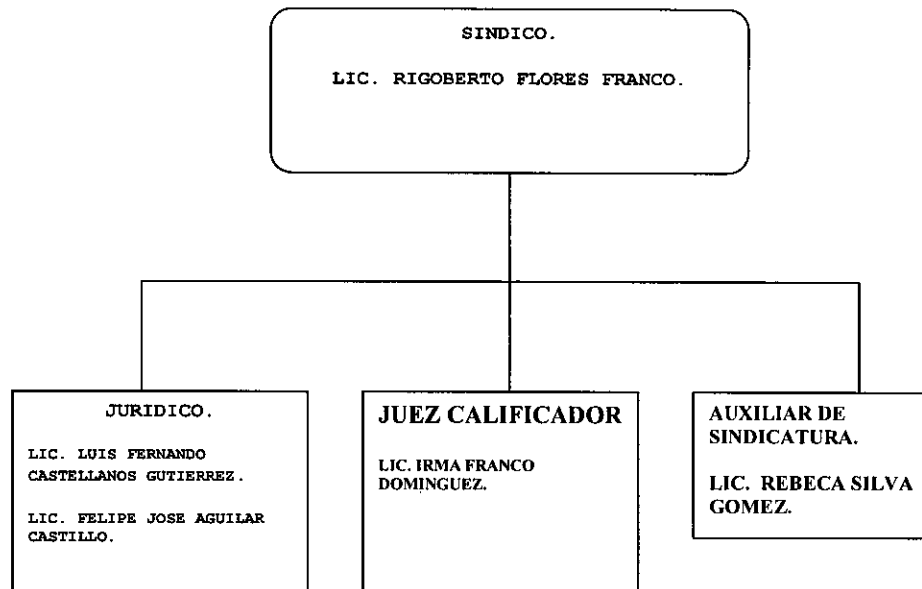 SINDICO.
LIC. RIGOBERTO FLORES FRANCO.
JURIDICO.
LIC. LUIS FERNANDO
CASTELLANOS GUTIERREZ.
LIC. FELIPE JOSE AGUILAR
CASTILLO.
JUEZ CALIFICADOR
LIC. IRMA FRANCO
DOMINGUEZ.
AUXILIAR DE
SINDICATURA.
LIC. REBECA SILVA
GOMEZ.